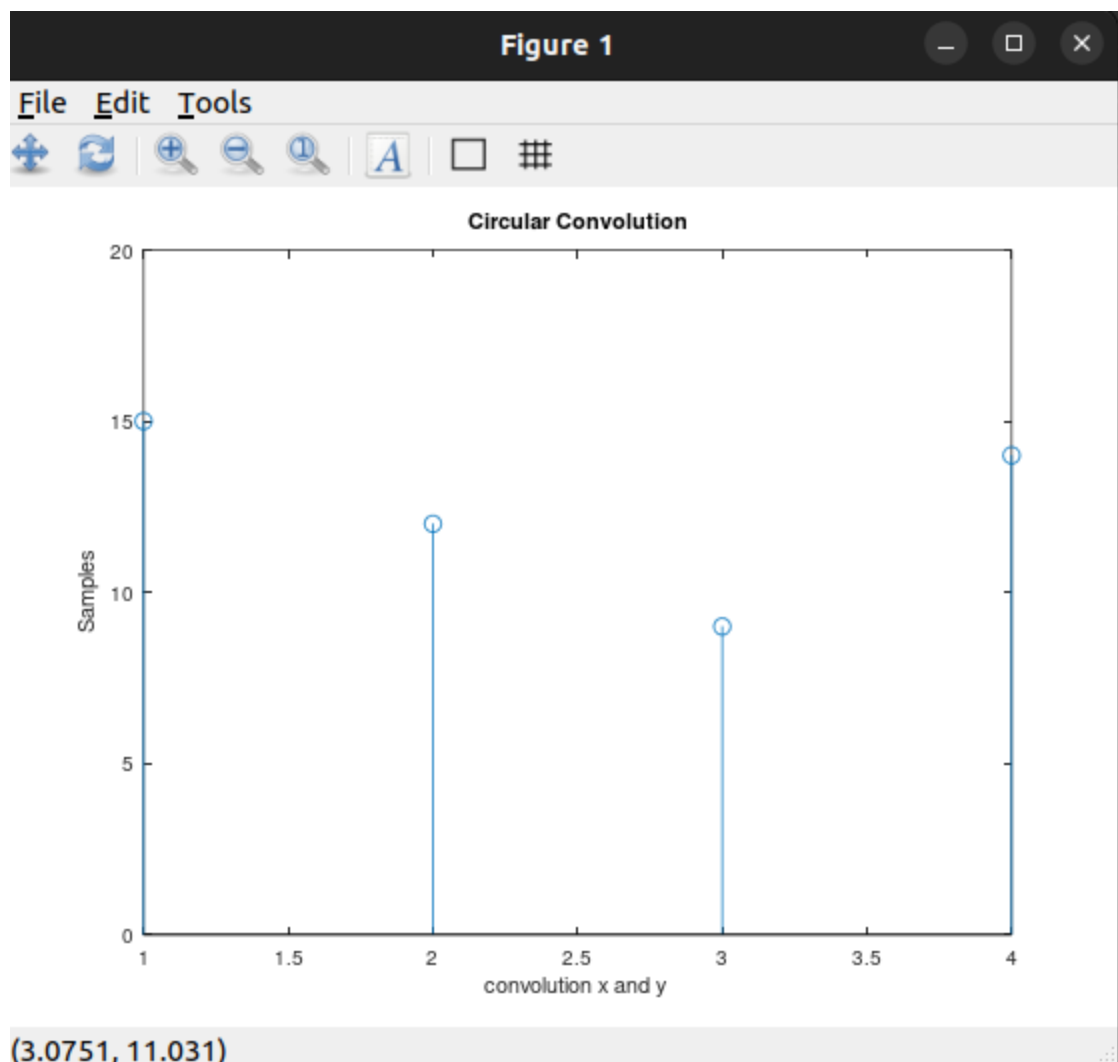 Figure 1
File Edit Tools
A
Circular Convolution
20
15
10
5
0
Samples
1 1.5 2 2.5 3 3.5 4
convolution x and y
(3.0751, 11.031)